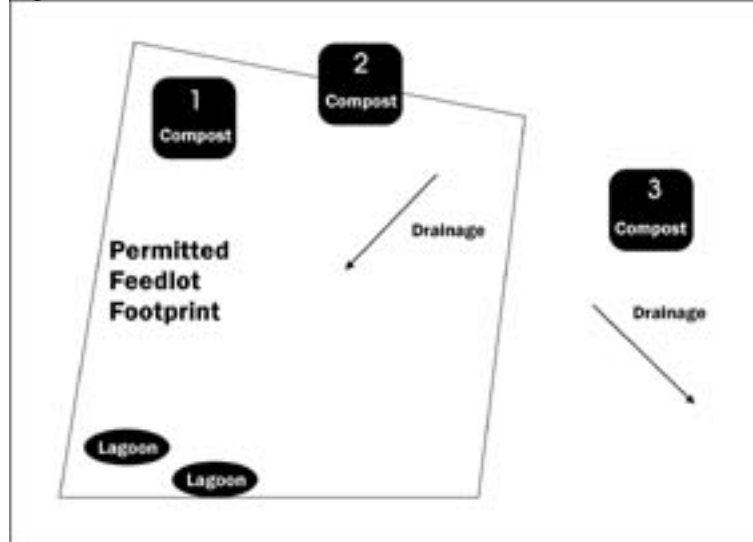 1
Compost
2
Compost
3
Compost
Drainage
Permitted
Feedlot
Footprint
Drainage
Lagoon
Lagoon